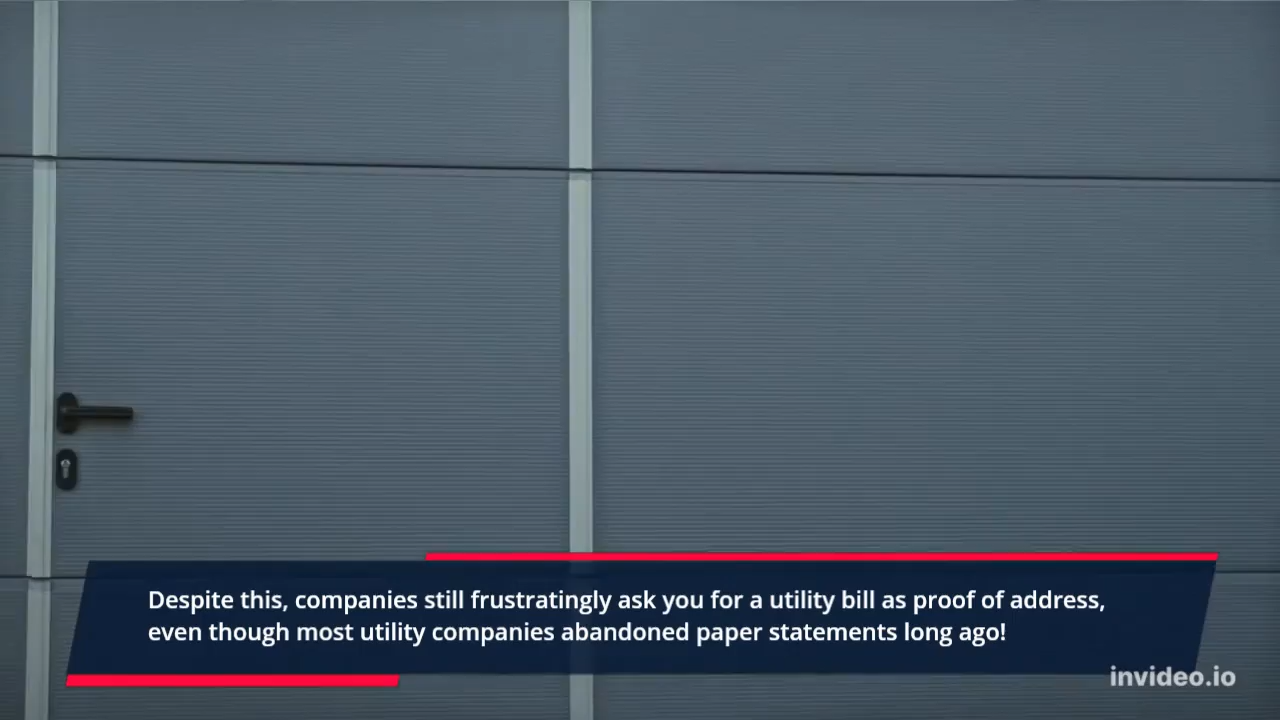 Despite this, companies still frustratingly ask you for a utility bill as proof of address,
even though most utility companies abandoned paper statements long ago!
invideo.io